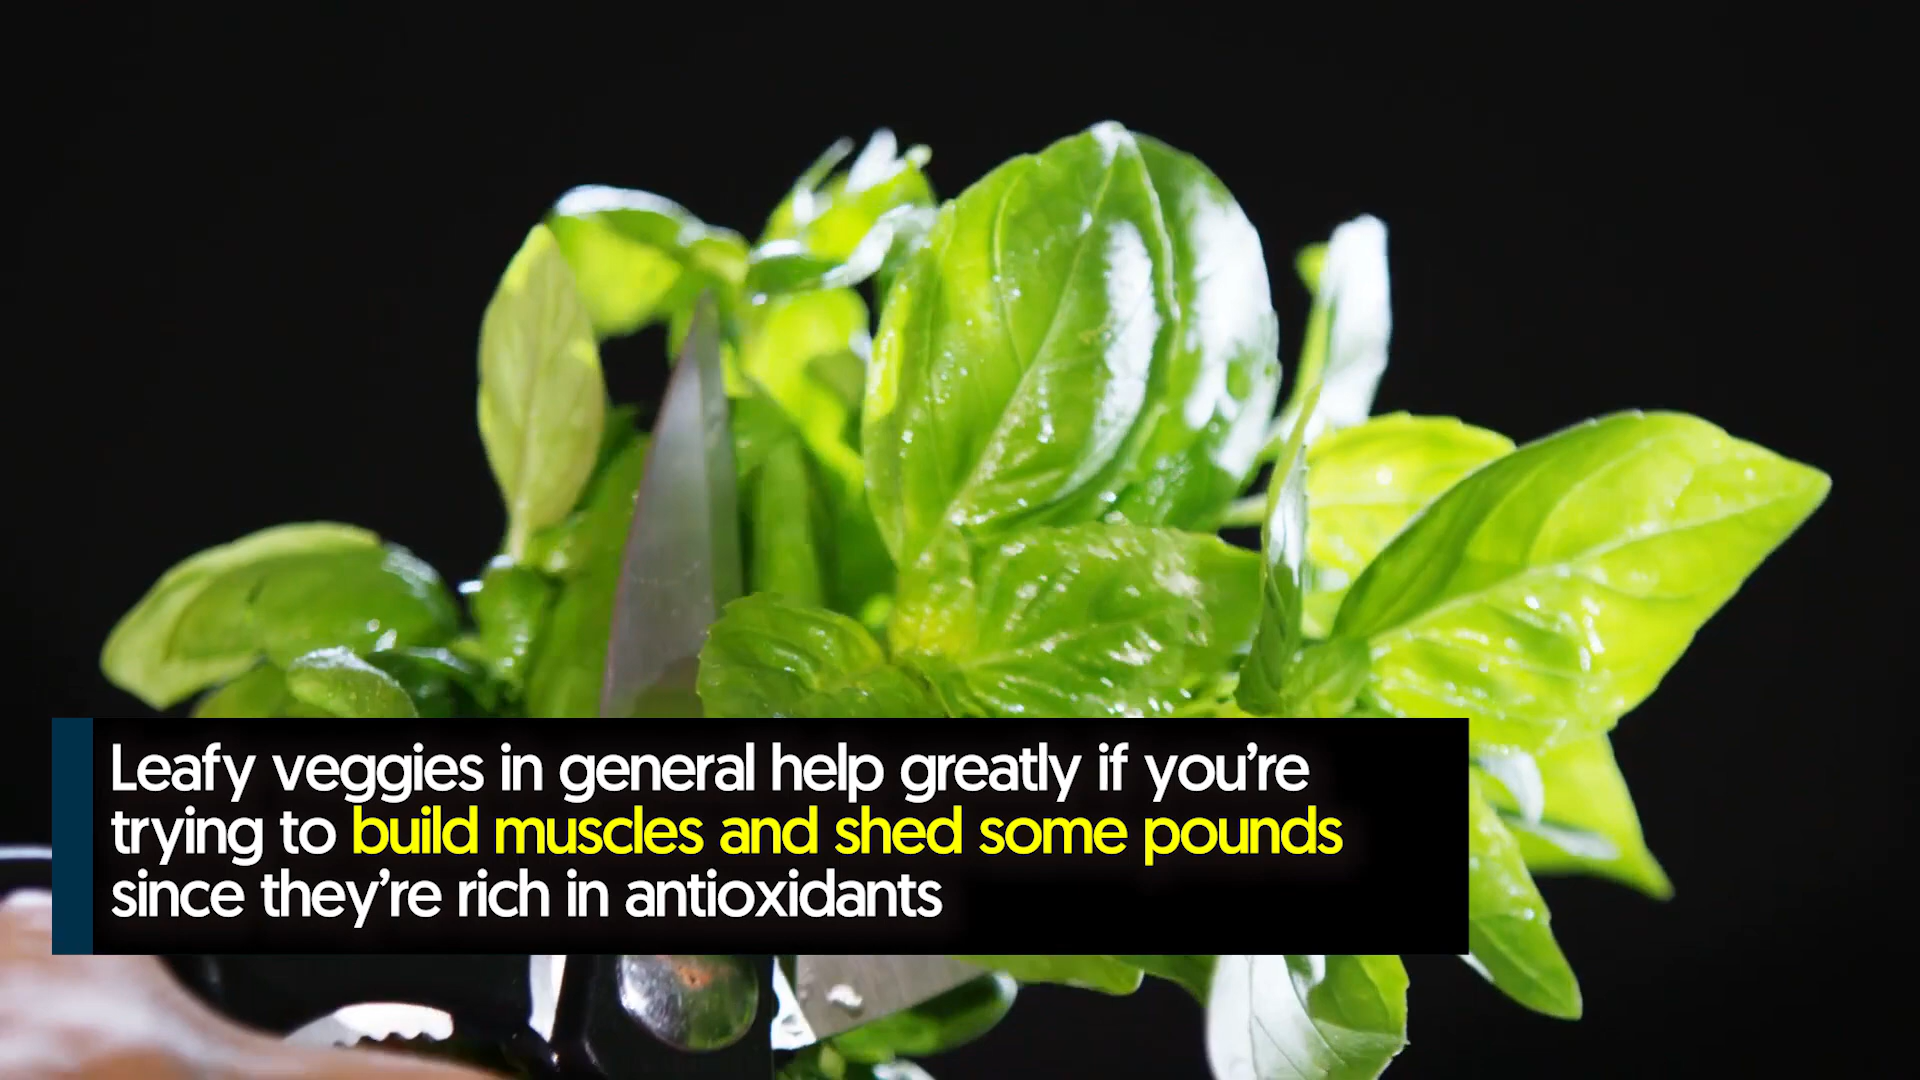 Leafy veggies in general help greatly if you’re
trying to build muscles and shed some pounds
since they’re rich in antioxidants